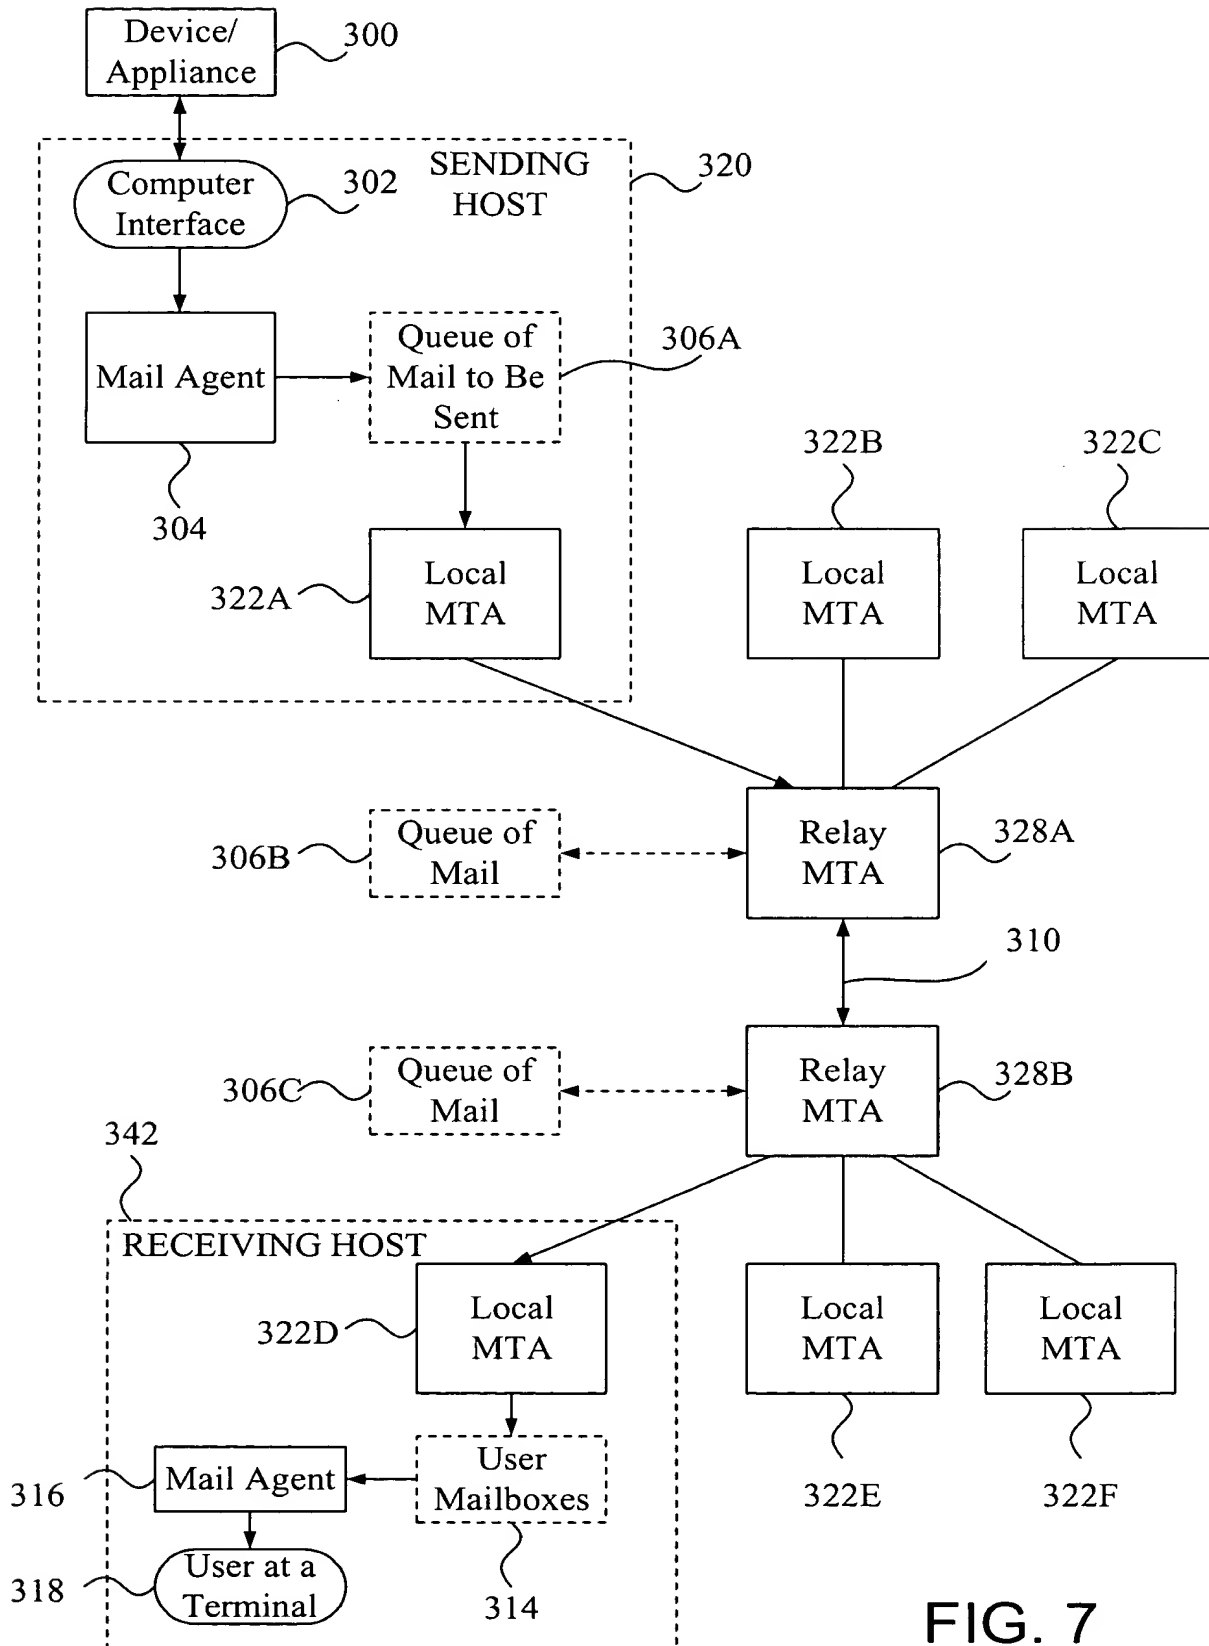 Device/
Appliance
300
SENDING
HOST
320
Computer
Interface
302
Mail Agent
304
Queue of
Mail to Be
Sent
306A
322B
322C
322A
Local
MTA
Local
MTA
Local
MTA
306B
Queue of
Mail
Relay
MTA
328A
310
306C
Queue of
Mail
Relay
MTA
328B
342
RECEIVING HOST
322D
Local
MTA
Local
MTA
Local
MTA
322E
322F
316
Mail Agent
User
Mailboxes
314
318
User at a
Terminal
FIG. 7